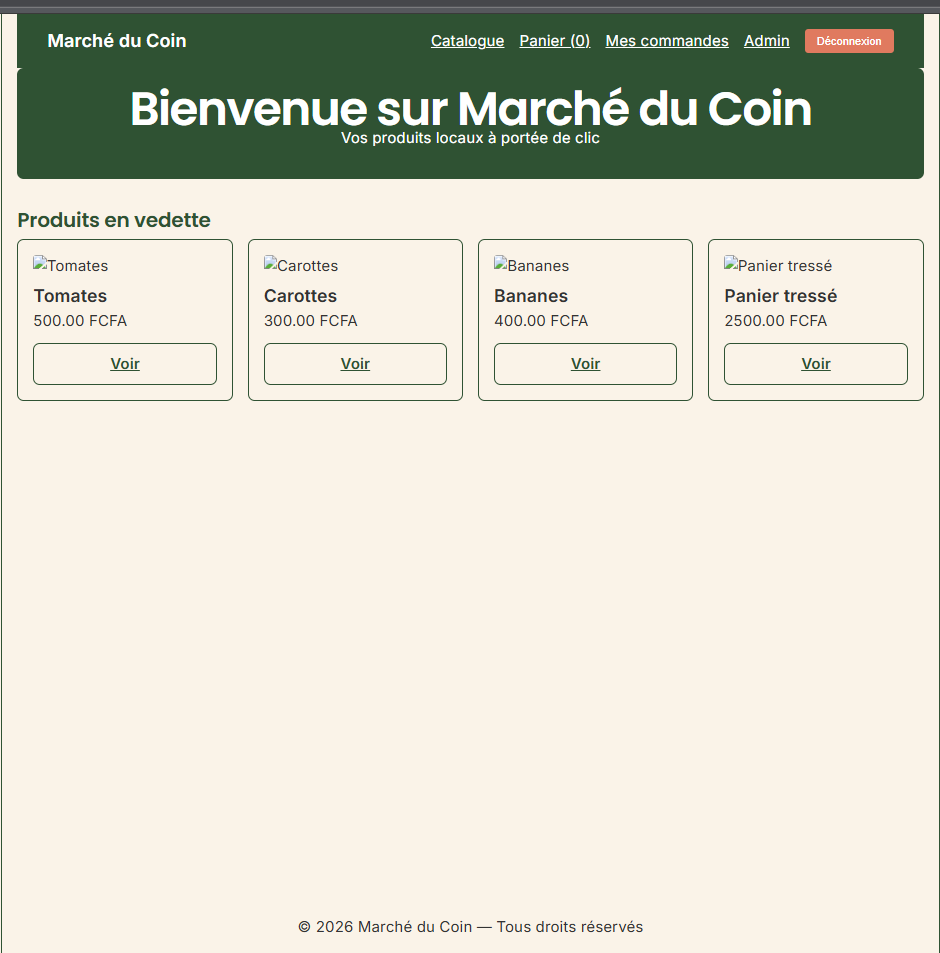 Marché du Coin Catalogue Panier (0) Mes commandes Admin Déconnexion
Bienvenue sur Marché du Coin
Vos produits locaux à portée de clic
Produits en vedette
Tomates Carottes Bananes Panier tressé
Tomates Carottes Bananes Panier tressé
500.00 FCFA 300.00 FCFA 400.00 FCFA 2500.00 FCFA
Voir Voir Voir Voir
© 2026 Marché du Coin — Tous droits réservés